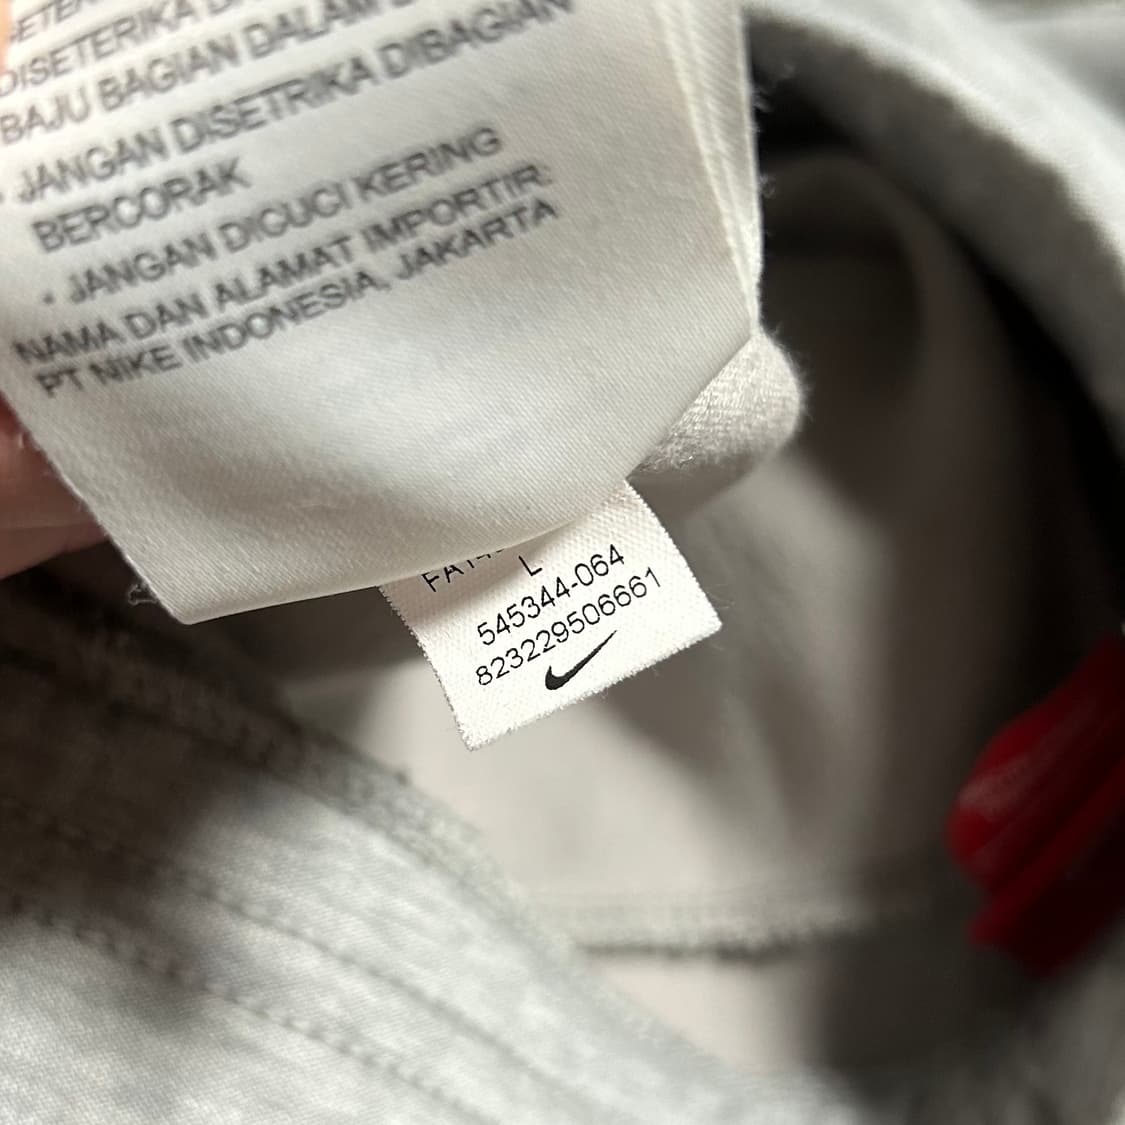 DISETERIKA
BAJU BAGIAN DALAM
JANGAN DISETRIKA DIBAGIAN
BERCORAK
• JANGAN DICUCI KERING
NAMA DAN ALAMAT IMPORTIR:
PT NIKE INDONESIA, JAKARTA
L
545344-064
823229506661